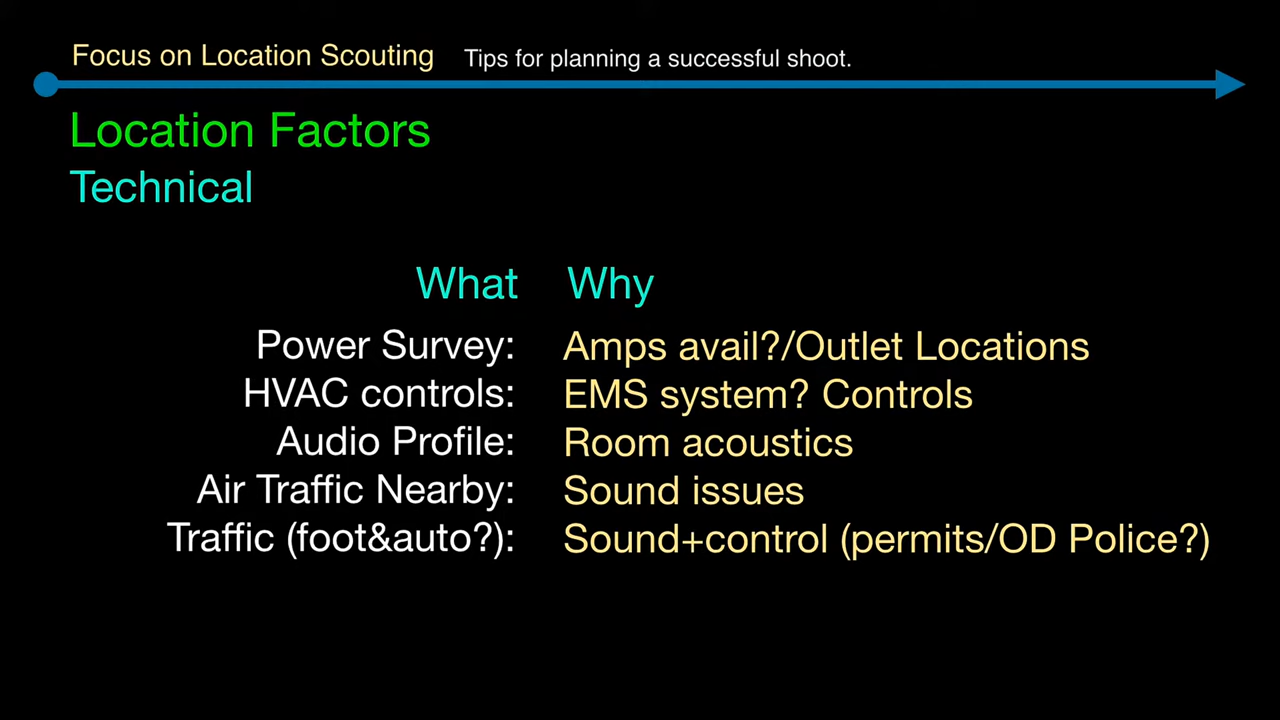 Focus on Location Scouting Tips for planning a successful shoot.
Location Factors
Technical
What Why
Power Survey: Amps avail?/Outlet Locations
HVAC controls: EMS system? Controls
Audio Profile: Room acoustics
Air Traffic Nearby: Sound issues
Traffic (foot&auto?): Sound+control (permits/OD Police?)